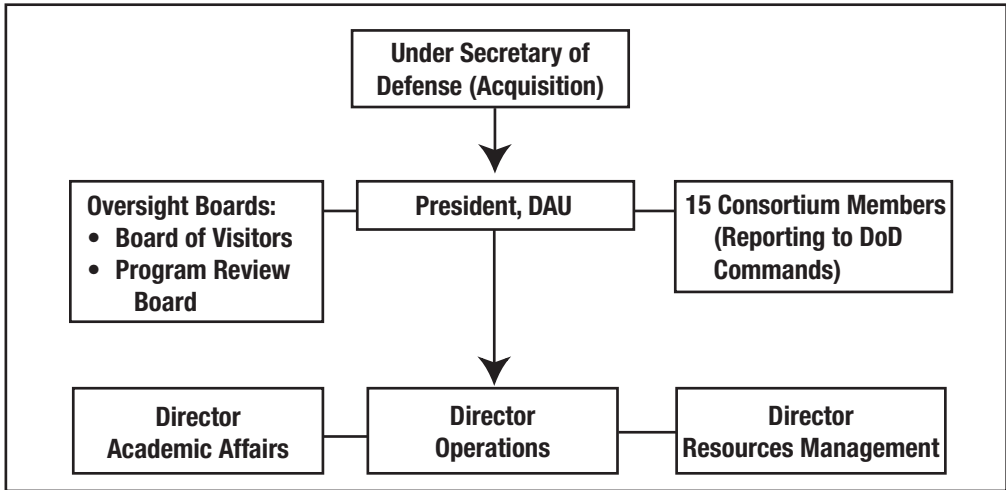 Under Secretary of
Defense (Acquisition)
Oversight Boards:
• Board of Visitors
• Program Review
Board
President, DAU
15 Consortium Members
(Reporting to DoD
Commands)
Director
Academic Affairs
Director
Operations
Director
Resources Management